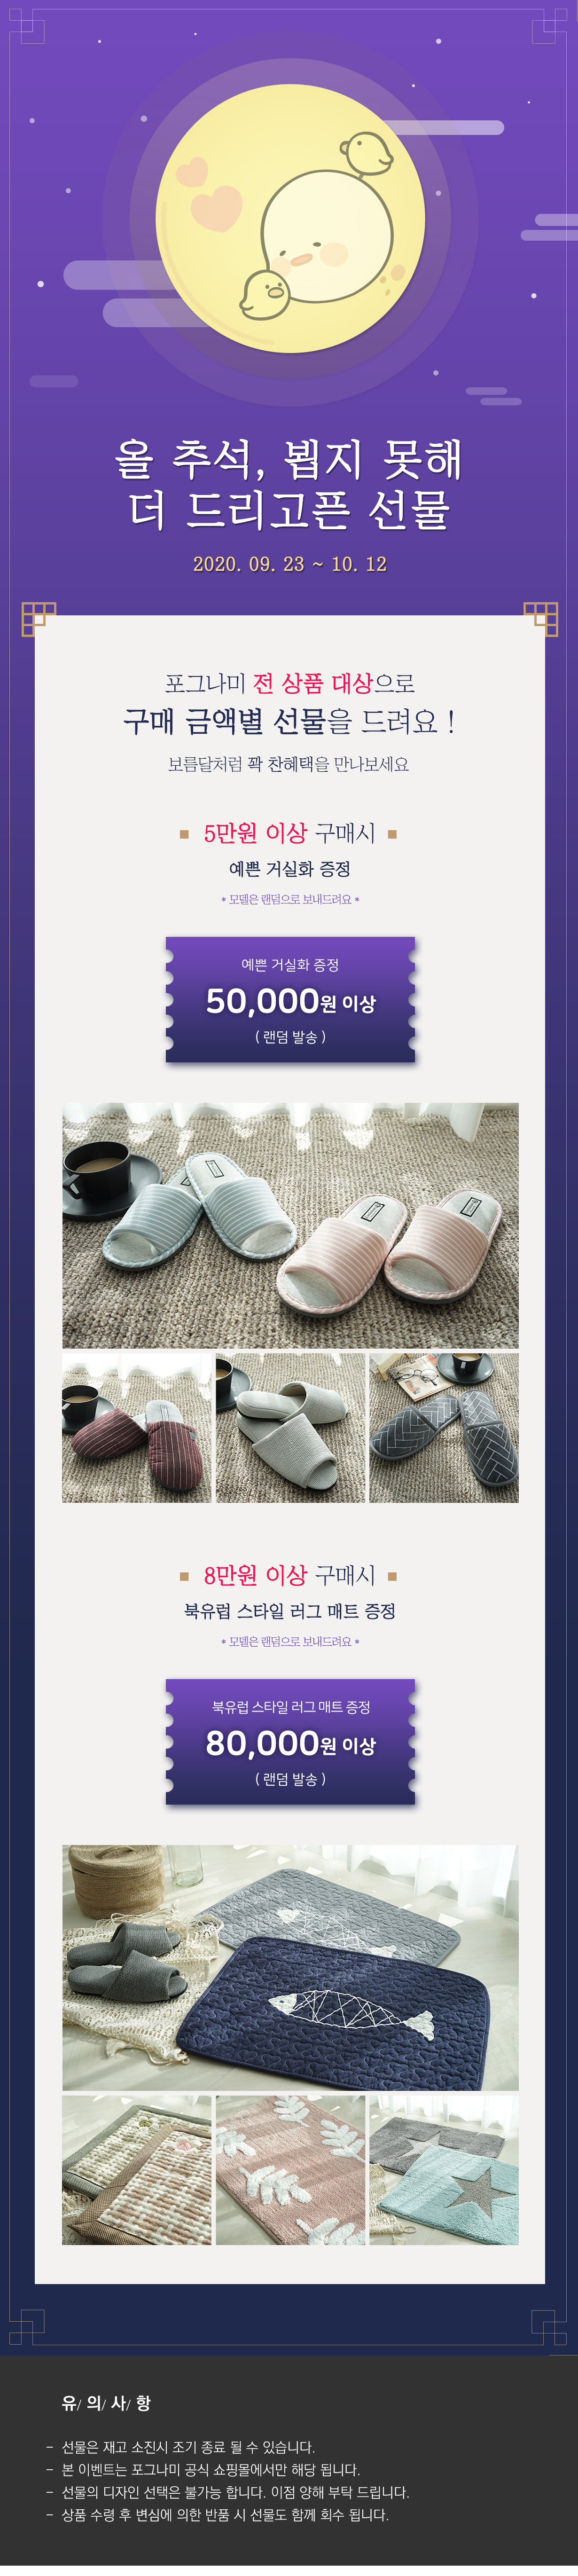 올 추석, 뵙지 못해
더 드리고픈 선물
2020. 09. 23 ~ 10. 12
포그나미 전 상품 대상으로
구매 금액별 선물을 드려요 !
보름달처럼 꽉 찬혜택을 만나보세요
5만원 이상 구매시
예쁜 거실화 증정
* 모델은 랜덤으로 보내드려요 *
예쁜 거실화 증정
50,000원 이상
( 랜덤 발송 )
8만원 이상 구매시
북유럽 스타일 러그 매트 증정
* 모델은 랜덤으로 보내드려요 *
북유럽 스타일 러그 매트 증정
80,000원 이상
( 랜덤 발송 )
유/ 의/ 사/ 항
- 선물은 재고 소진시 조기 종료 될 수 있습니다.
- 본 이벤트는 포그나미 공식 쇼핑몰에서만 해당 됩니다.
- 선물의 디자인 선택은 불가능 합니다. 이점 양해 부탁 드립니다.
- 상품 수령 후 변심에 의한 반품 시 선물도 함께 회수 됩니다.